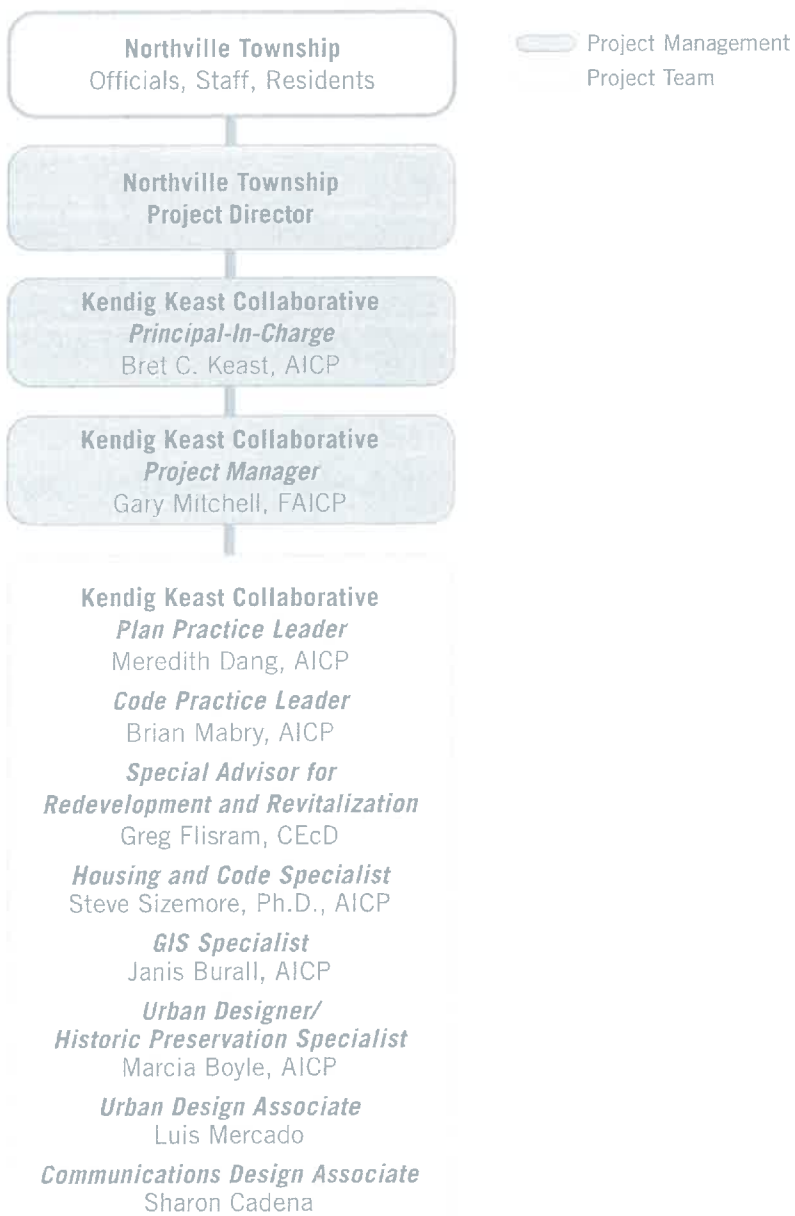 Northville Township
Officials, Staff, Residents
Project Management
Project Team
Northville Township
Project Director
Kendig Keast Collaborative
Principal-In-Charge
Bret C. Keast, AICP
Kendig Keast Collaborative
Project Manager
Gary Mitchell, FAICP
Kendig Keast Collaborative
Plan Practice Leader
Meredith Dang, AICP
Code Practice Leader
Brian Mabry, AICP
Special Advisor for
Redevelopment and Revitalization
Greg Flisram, CEcD
Housing and Code Specialist
Steve Sizemore, Ph.D., AICP
GIS Specialist
Janis Burall, AICP
Urban Designer/
Historic Preservation Specialist
Marcia Boyle, AICP
Urban Design Associate
Luis Mercado
Communications Design Associate
Sharon Cadena